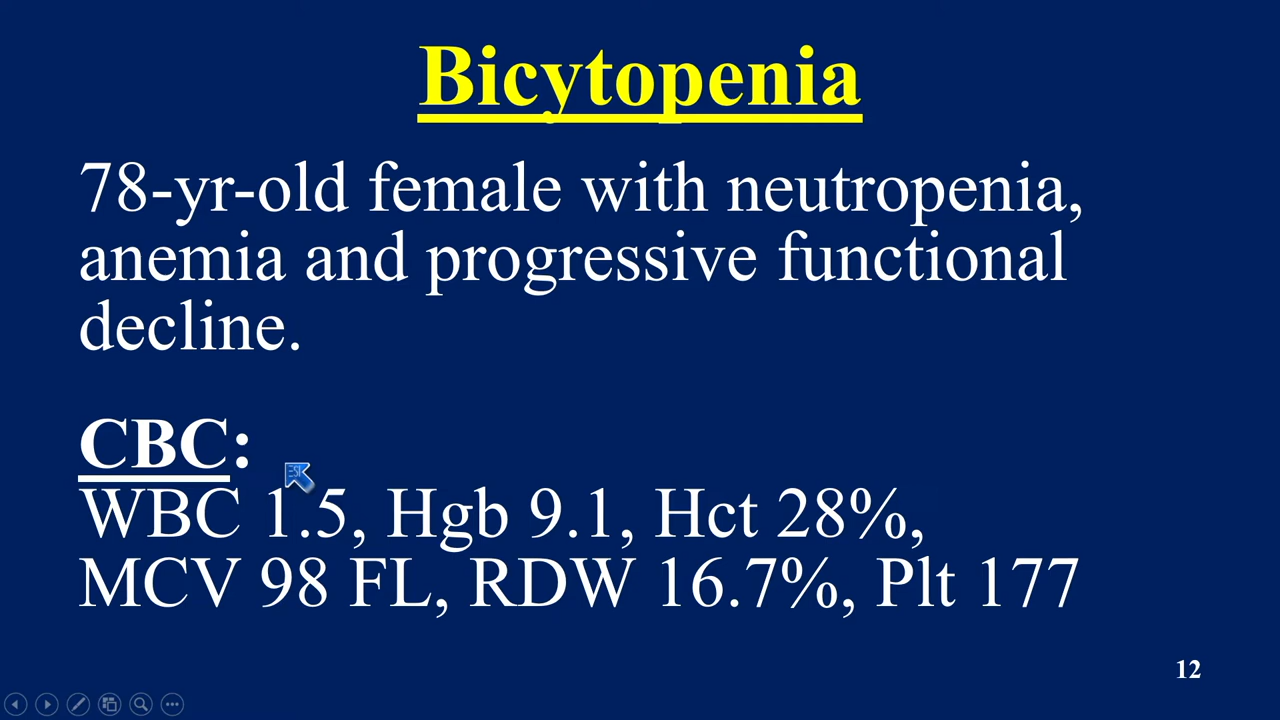 Bicytopenia
78-yr-old female with neutropenia,
anemia and progressive functional
decline.
CBC:
WBC 1.5, Hgb 9.1, Hct 28%,
MCV 98 FL, RDW 16.7%, Plt 177
12